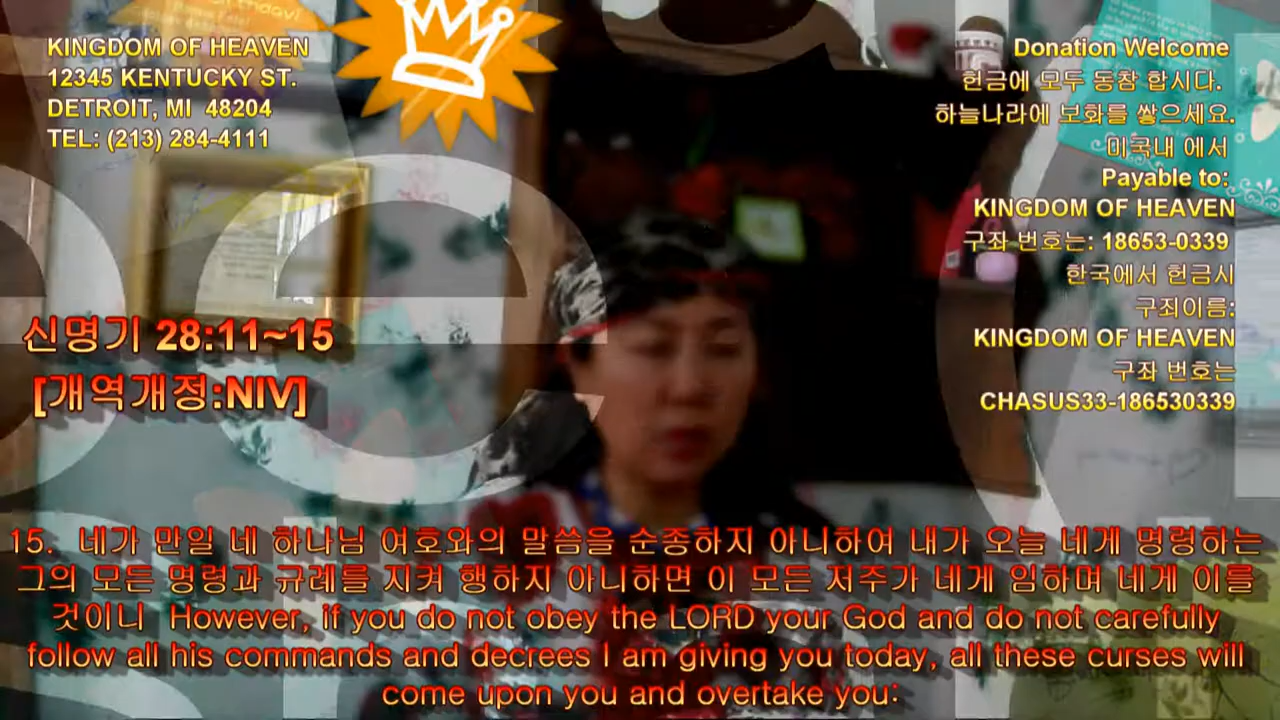 KINGDOM OF HEAVEN
12345 KENTUCKY ST.
DETROIT, MI 48204
TEL: (213) 284-4111
Donation Welcome
헌금에 모두 동참 합시다.
하늘나라에 보화를 쌓으세요.
미국내 에서
Payable to:
KINGDOM OF HEAVEN
구좌 번호는: 18653-0339
한국에서 헌금시
구죄이름:
KINGDOM OF HEAVEN
구좌 번호는
CHASUS33-186530339
신명기 28:11~15
[개역개정:NIV]
15. 네가 만일 네 하나님 여호와의 말씀을 순종하지 아니하여 내가 오늘 네게 명령하는
그의 모든 명령과 규례를 지켜 행하지 아니하면 이 모든 저주가 네게 임하며 네게 이를
것이니 However, if you do not obey the LORD your God and do not carefully
follow all his commands and decrees I am giving you today, all these curses will
come upon you and overtake you: